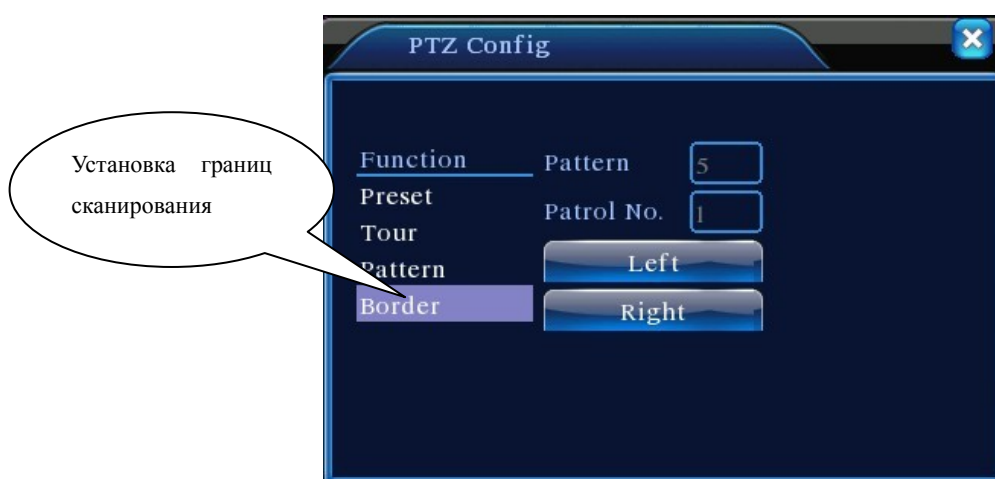 PTZ Config
Установка границ
сканирования
Function
Preset
Tour
Pattern
Border
Pattern 5
Patrol No. 1
Left
Right